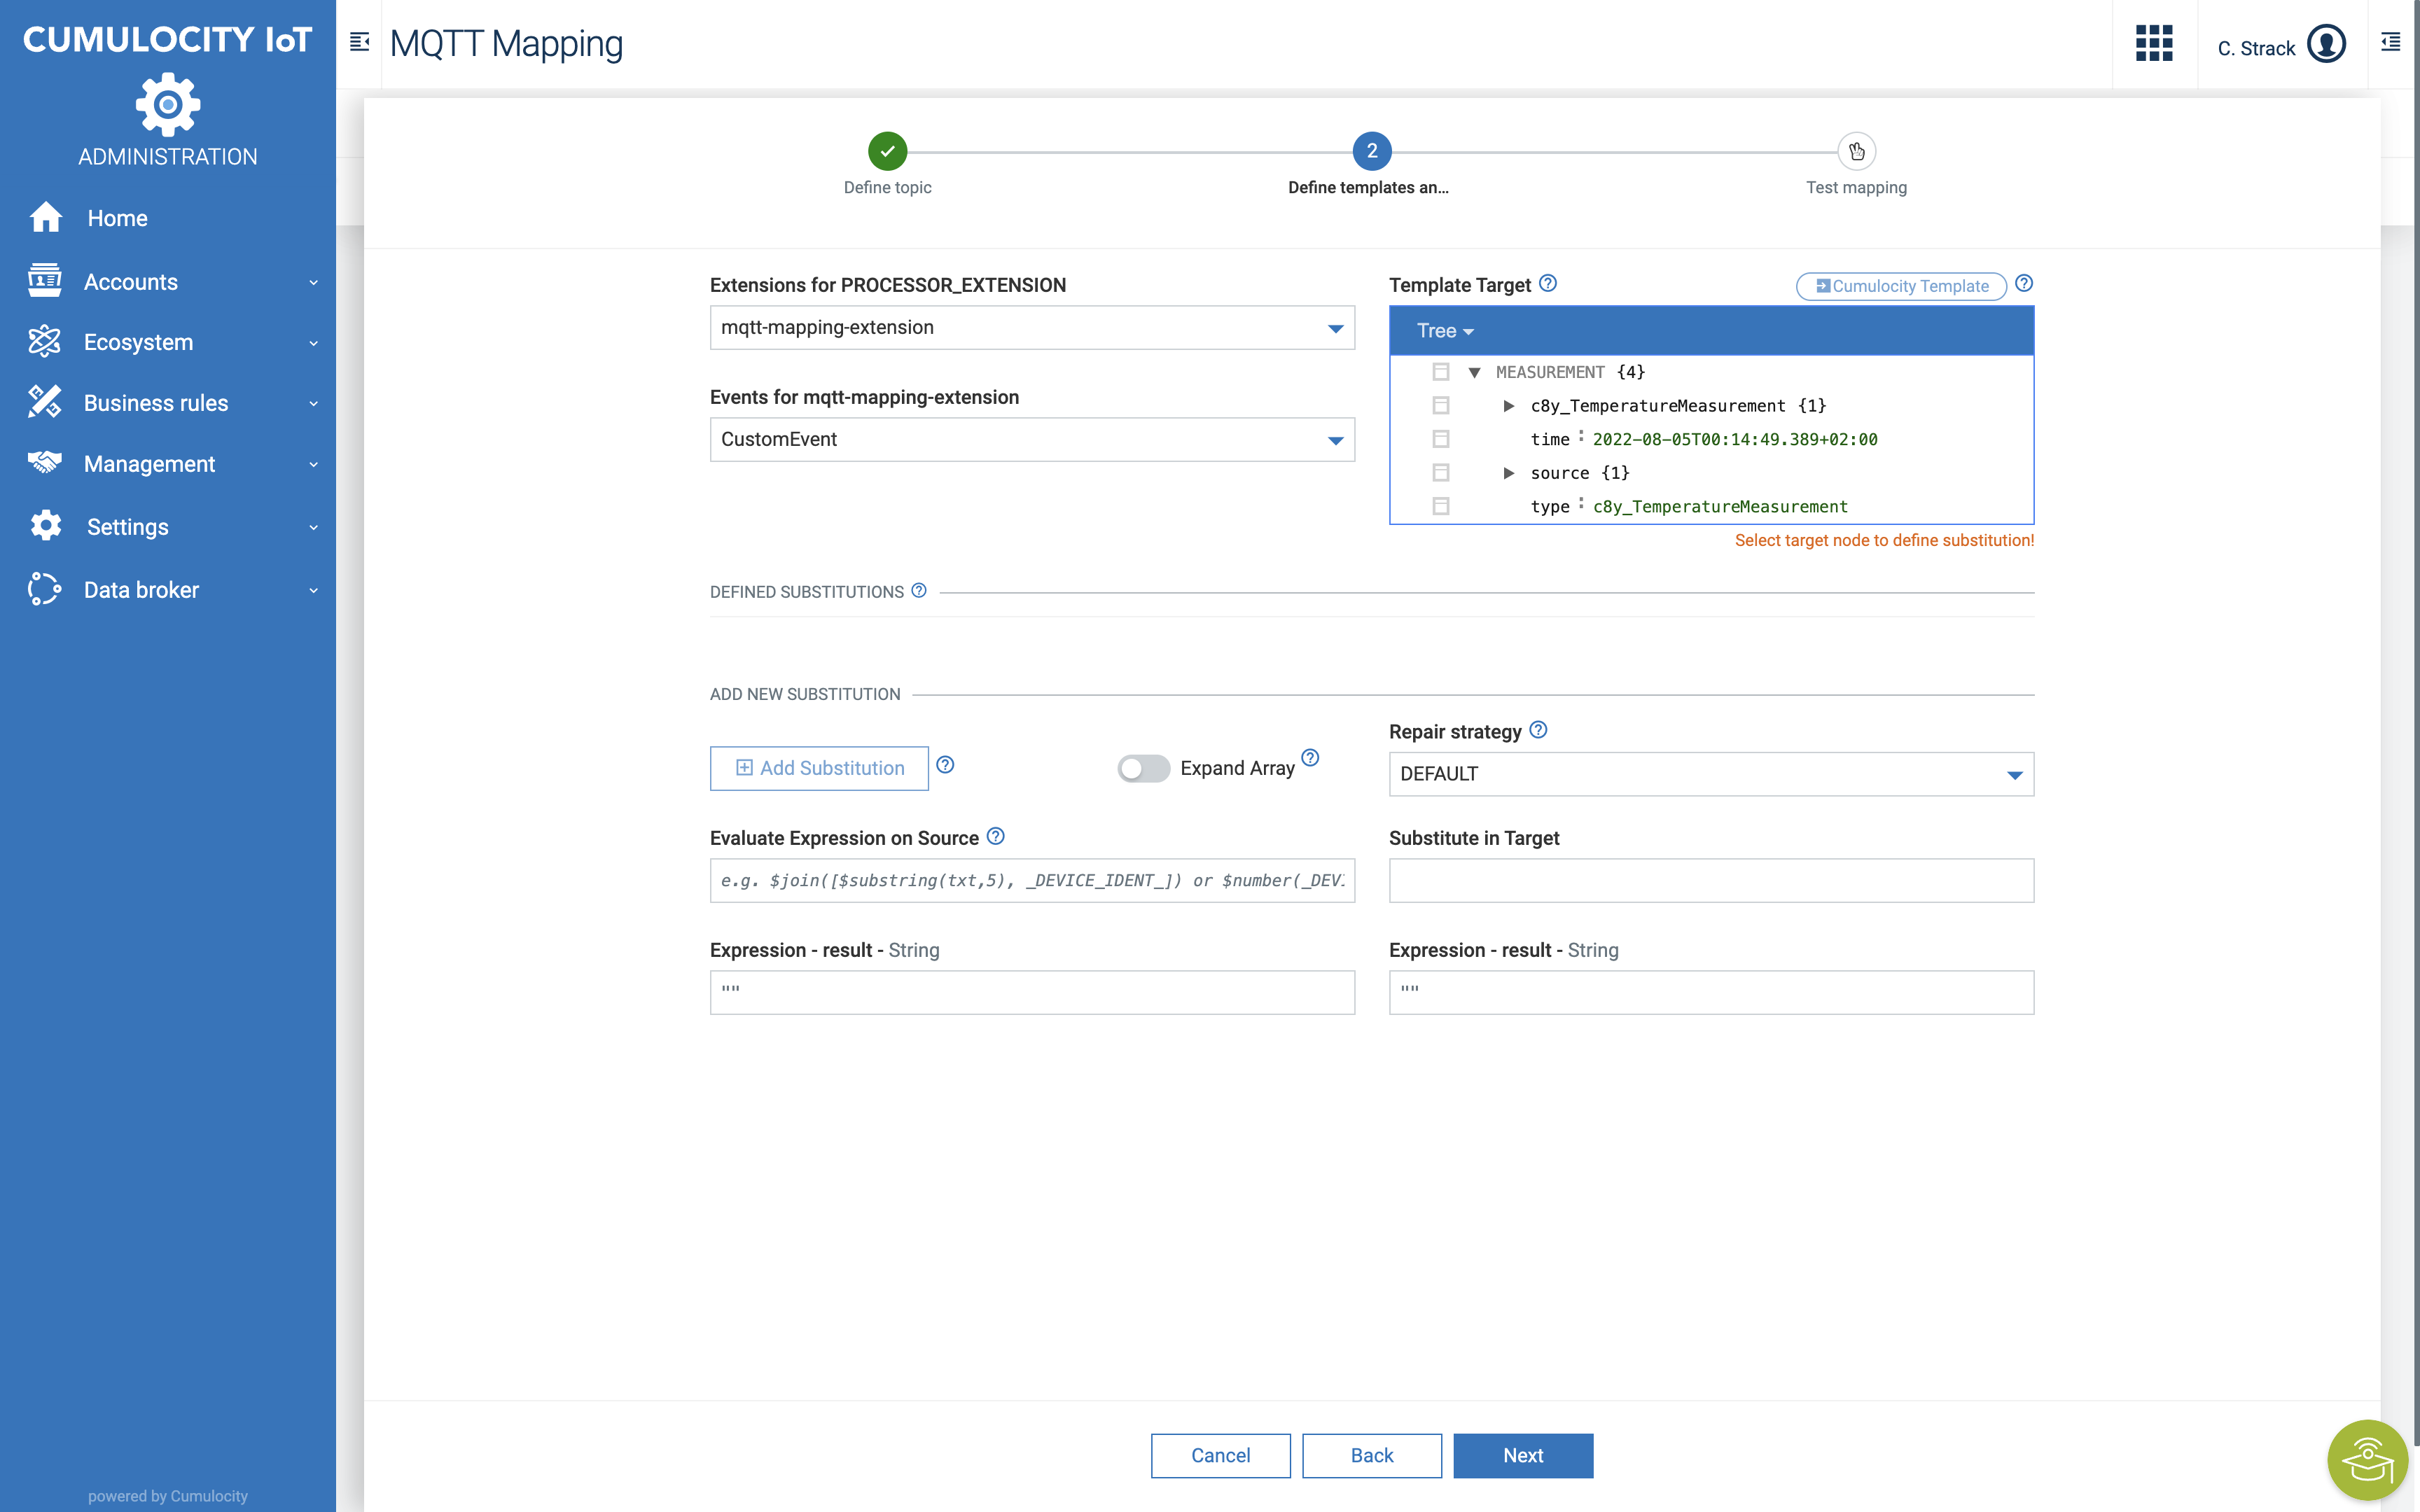 CUMULOCITY IoT
ADMINISTRATION
Home
Accounts
Ecosystem
Business rules
Management
Settings
Data broker
powered by Cumulocity
MQTT Mapping
C. Strack
2
Define topic
Define templates an...
Test mapping
Extensions for PROCESSOR_EXTENSION
mqtt-mapping-extension
Events for mqtt-mapping-extension
CustomEvent
Template Target
Cumulocity Template
Tree
MEASUREMENT {4}
c8y_TemperatureMeasurement {1}
time : 2022-08-05T00:14:49.389+02:00
source {1}
type : c8y_TemperatureMeasurement
Select target node to define substitution!
DEFINED SUBSTITUTIONS
ADD NEW SUBSTITUTION
Add Substitution
Expand Array
Repair strategy
DEFAULT
Evaluate Expression on Source
e.g. $join([$substring(txt,5), _DEVICE_IDENT_]) or $number(_DEVI
Substitute in Target
Expression - result - String
""
Expression - result - String
""
Cancel
Back
Next